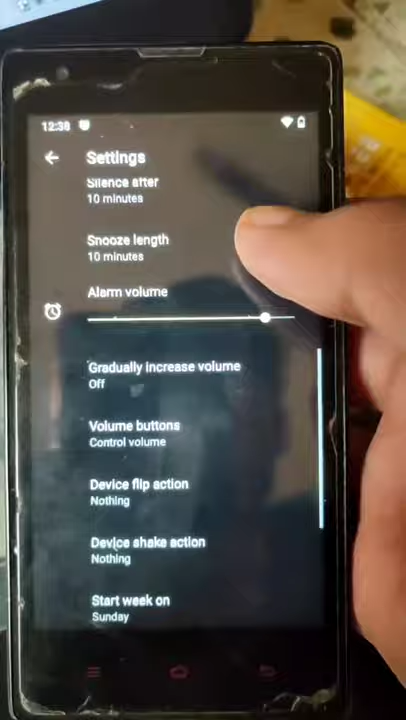 12:38
Settings
Silence after
10 minutes
Snooze length
10 minutes
Alarm volume
Gradually increase volume
Off
Volume buttons
Control volume
Device flip action
Nothing
Device shake action
Nothing
Start week on
Sunday